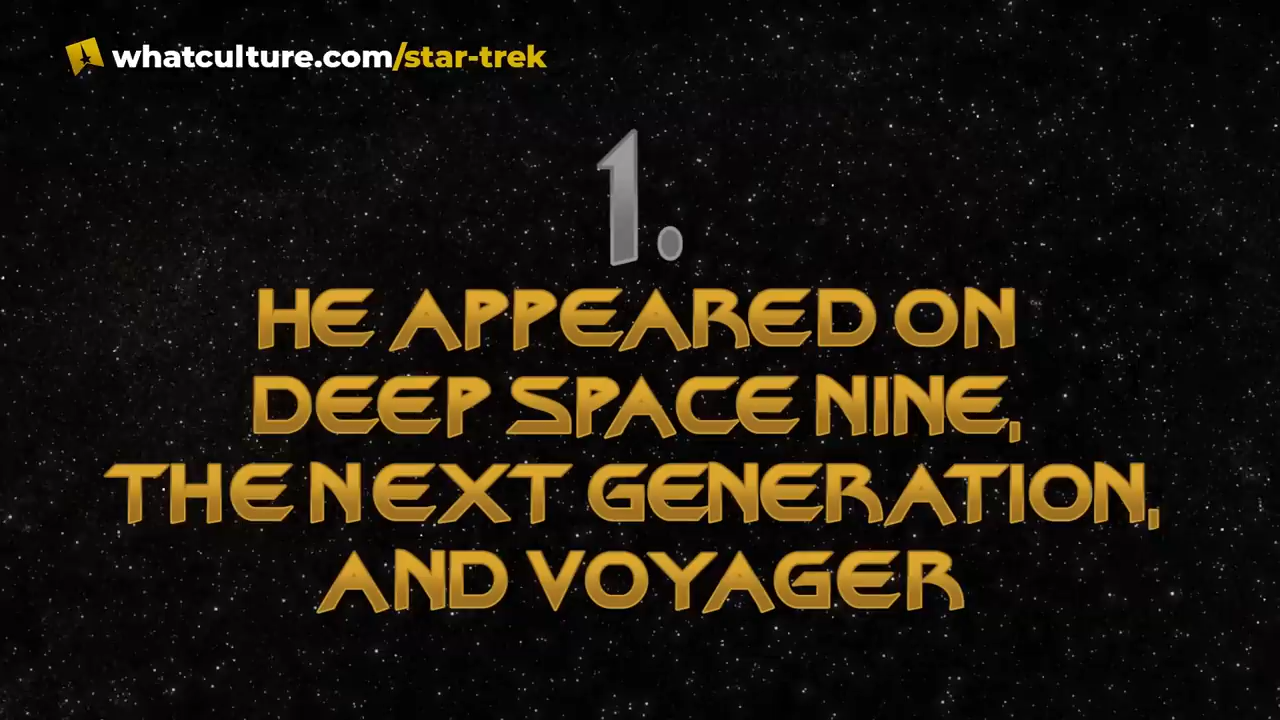 whatculture.com/star-trek
1.
HE APPEARED ON
DEEP SPACE NINE,
THE NEXT GENERATION,
AND VOYAGER